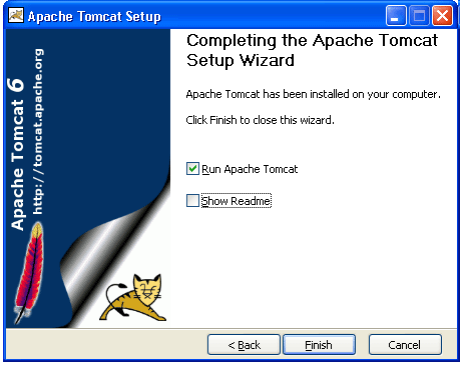 Apache Tomcat Setup
Completing the Apache Tomcat
Setup Wizard
Apache Tomcat has been installed on your computer.
Click Finish to close this wizard.
Run Apache Tomcat
Show Readme
Apache Tomcat 6
http://tomcat.apache.org
< Back
Finish
Cancel